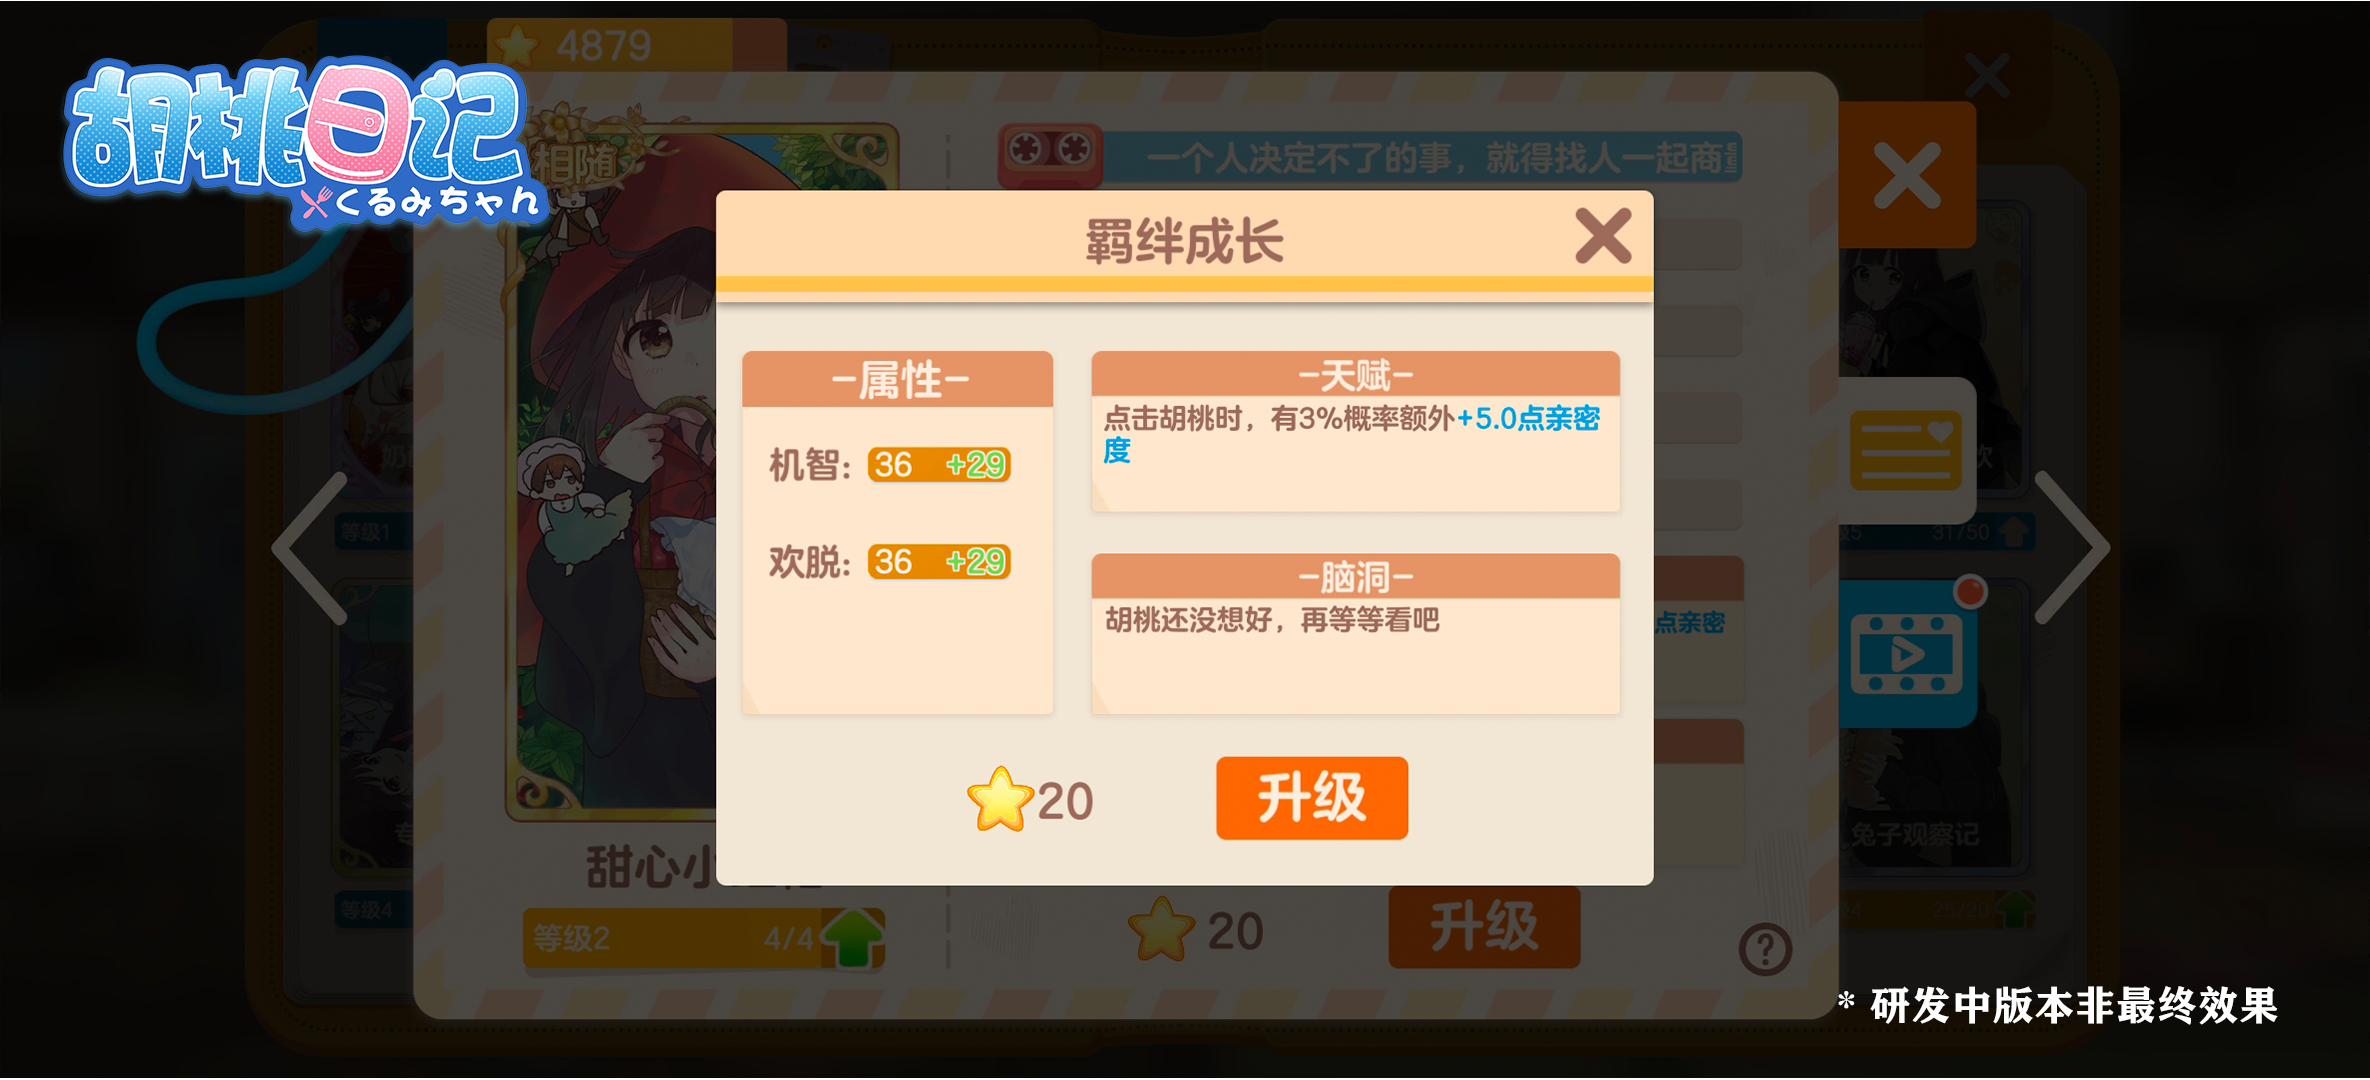 4879
胡桃日记
くるみちゃん
相随
一个人决定不了的事，就得找人一起商量
羁绊成长
-属性-
机智: 36 +29
欢脱: 36 +29
-天赋-
点击胡桃时，有3%概率额外+5.0点亲密
度
-脑洞-
胡桃还没想好，再等等看吧
20
升级
等级1
31/50
点亲密
甜心小
兔子观察记
等级4
25/20
等级2
4/4
20
升级
?
* 研发中版本非最终效果